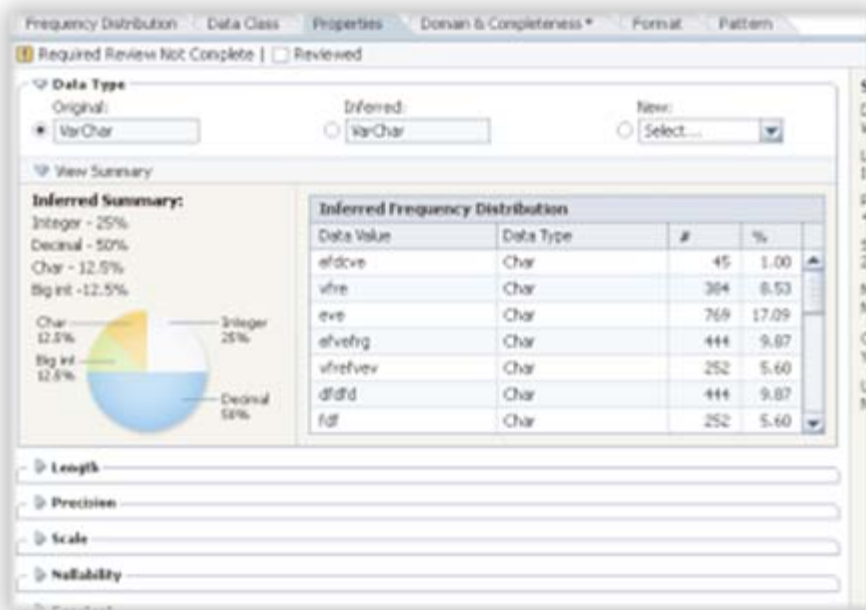 Frequency Distribution Data Class Properties Domain & Completeness * Format Pattern
Required Review Not Complete | Reviewed
Data Type
Original: Inferred: New:
VarChar VarChar Select...
View Summary
Inferred Summary:
Integer - 25%
Decimal - 50%
Char - 12.5%
Big int -12.5%
Char 12.5%
Integer 25%
Big int 12.5%
Decimal 50%
Inferred Frequency Distribution
Data Value Data Type # %
efdcve Char 45 1.00
vfre Char 384 8.53
eve Char 769 17.09
efvefrg Char 444 9.87
vfrefvev Char 252 5.60
dfdfd Char 444 9.87
fdf Char 252 5.60
Length
Precision
Scale
Nullability